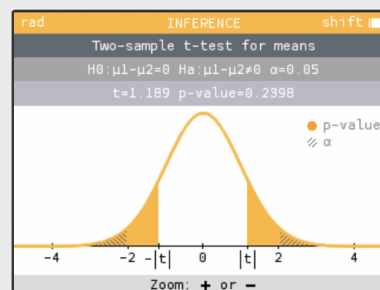 rad INFERENCE shift
Two-sample t-test for means
H0:μ1-μ2=0 Ha:μ1-μ2≠0 α=0.05
t=1.189 p-value=0.2398
p-value
α
-4 -2 -|t| 0 |t| 2 4
Zoom: + or -